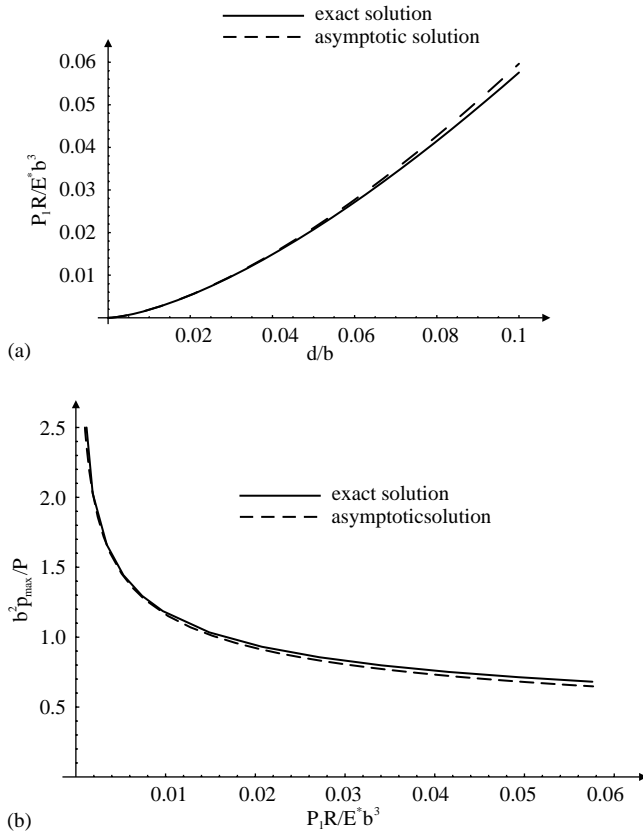 exact solution
asymptotic solution
0.06
0.05
0.04
0.03
0.02
0.01
P₁R/E*b³
0.02 0.04 0.06 0.08 0.1
d/b
(a)
2.5
2.0
1.5
1.0
0.5
b²pmax/P
exact solution
asymptoticsolution
0.01 0.02 0.03 0.04 0.05 0.06
P₁R/E*b³
(b)